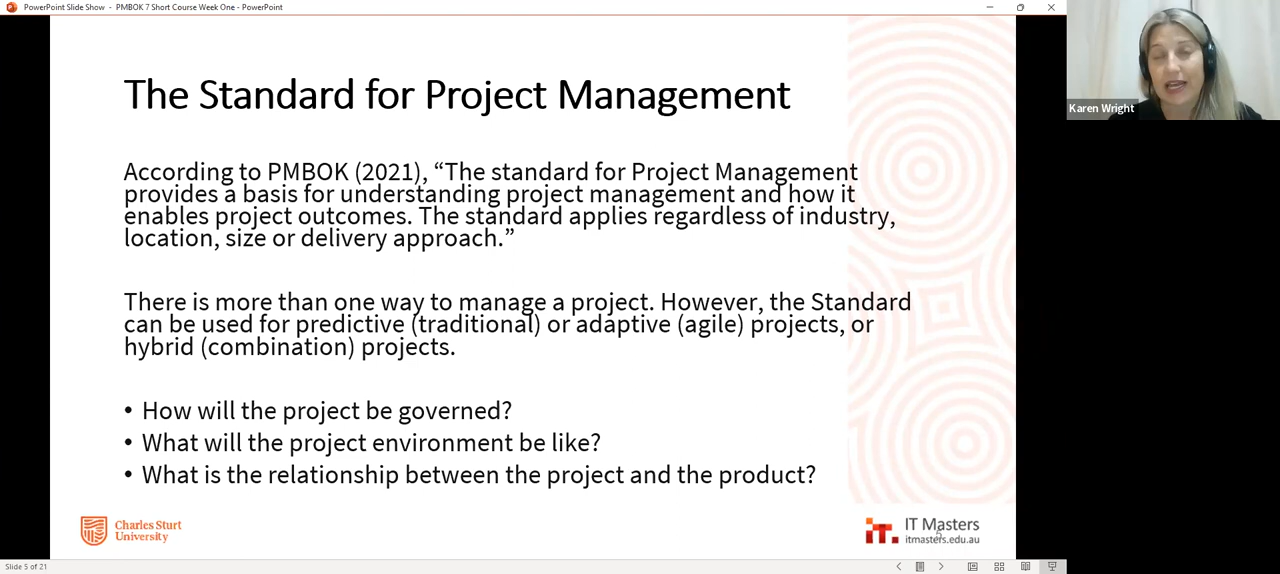 PowerPoint Slide Show - PMBOK 7 Short Course Week One - PowerPoint
Karen Wright
The Standard for Project Management
According to PMBOK (2021), “The standard for Project Management
provides a basis for understanding project management and how it
enables project outcomes. The standard applies regardless of industry,
location, size or delivery approach.”
There is more than one way to manage a project. However, the Standard
can be used for predictive (traditional) or adaptive (agile) projects, or
hybrid (combination) projects.
• How will the project be governed?
• What will the project environment be like?
• What is the relationship between the project and the product?
Charles Sturt
University
it.
IT Masters
itmasters.edu.au
5
Slide 5 of 21